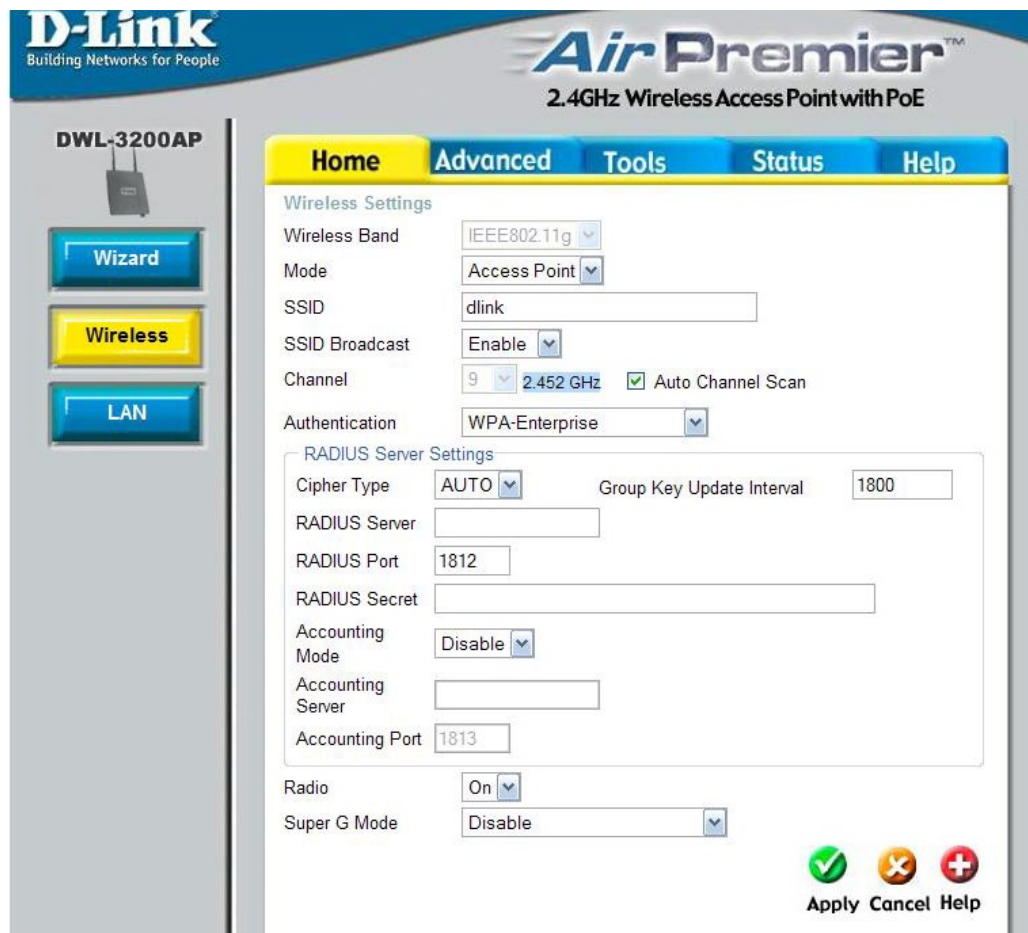 D-Link
Building Networks for People
AirPremier™
2.4GHz Wireless Access Point with PoE
DWL-3200AP
Wizard
Wireless
LAN
Home Advanced Tools Status Help
Wireless Settings
Wireless Band IEEE802.11g
Mode Access Point
SSID dlink
SSID Broadcast Enable
Channel 9 2.452 GHz Auto Channel Scan
Authentication WPA-Enterprise
RADIUS Server Settings
Cipher Type AUTO Group Key Update Interval 1800
RADIUS Server
RADIUS Port 1812
RADIUS Secret
Accounting
Mode Disable
Accounting
Server
Accounting Port 1813
Radio On
Super G Mode Disable
Apply Cancel Help